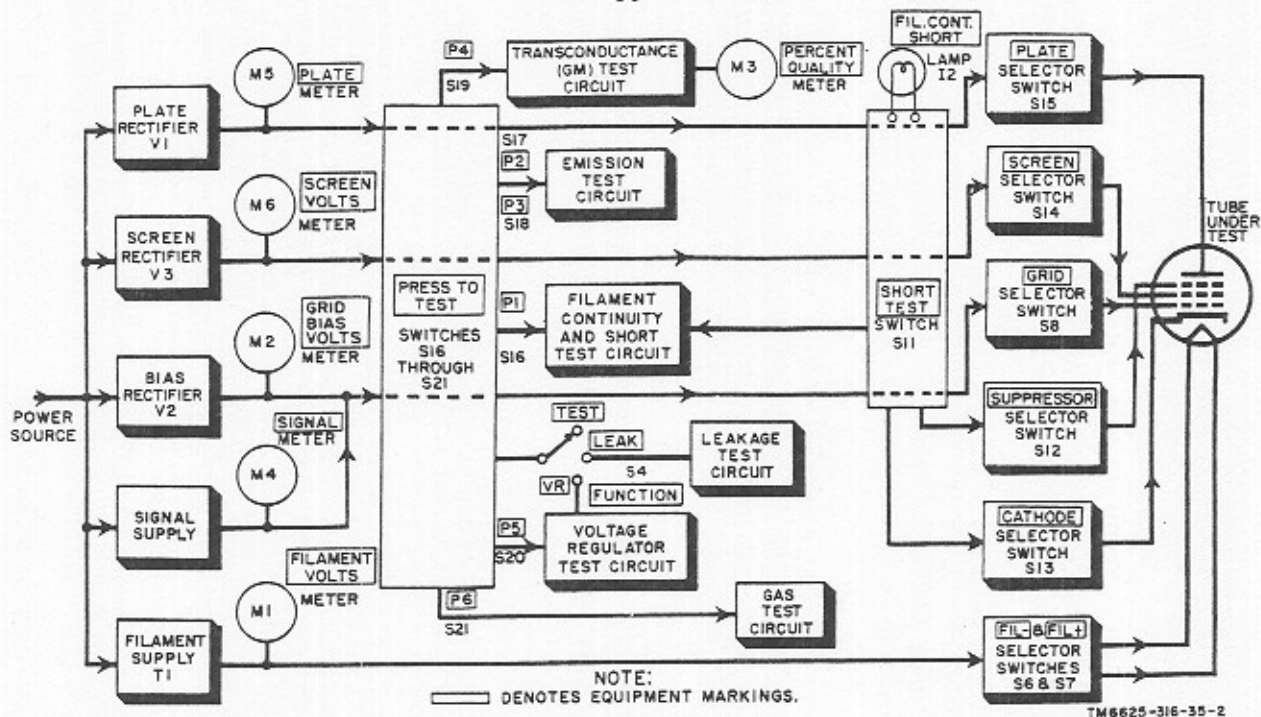 PLATE
RECTIFIER
V1
SCREEN
RECTIFIER
V3
BIAS
RECTIFIER
V2
POWER
SOURCE
SIGNAL
SUPPLY
FILAMENT
SUPPLY
T1
M5
PLATE
METER
M6
SCREEN
VOLTS
METER
M2
GRID
BIAS
VOLTS
METER
M4
SIGNAL
METER
M1
FILAMENT
VOLTS
METER
PRESS TO
TEST
SWITCHES
S16
THROUGH
S21
P4
S19
TRANSCONDUCTANCE
(GM) TEST
CIRCUIT
M3
PERCENT
QUALITY
METER
S17
P2
P3
S18
EMISSION
TEST
CIRCUIT
P1
S16
FILAMENT
CONTINUITY
AND SHORT
TEST CIRCUIT
TEST
LEAK
S4
LEAKAGE
TEST
CIRCUIT
VR
FUNCTION
P5
S20
VOLTAGE
REGULATOR
TEST CIRCUIT
P6
S21
GAS
TEST
CIRCUIT
FIL. CONT.
SHORT
LAMP
I2
SHORT
TEST
SWITCH
S11
PLATE
SELECTOR
SWITCH
S15
SCREEN
SELECTOR
SWITCH
S14
GRID
SELECTOR
SWITCH
S8
SUPPRESSOR
SELECTOR
SWITCH
S12
CATHODE
SELECTOR
SWITCH
S13
FIL- & FIL+
SELECTOR
SWITCHES
S6 & S7
TUBE
UNDER
TEST
NOTE:
DENOTES EQUIPMENT MARKINGS.
TM6625-316-35-2